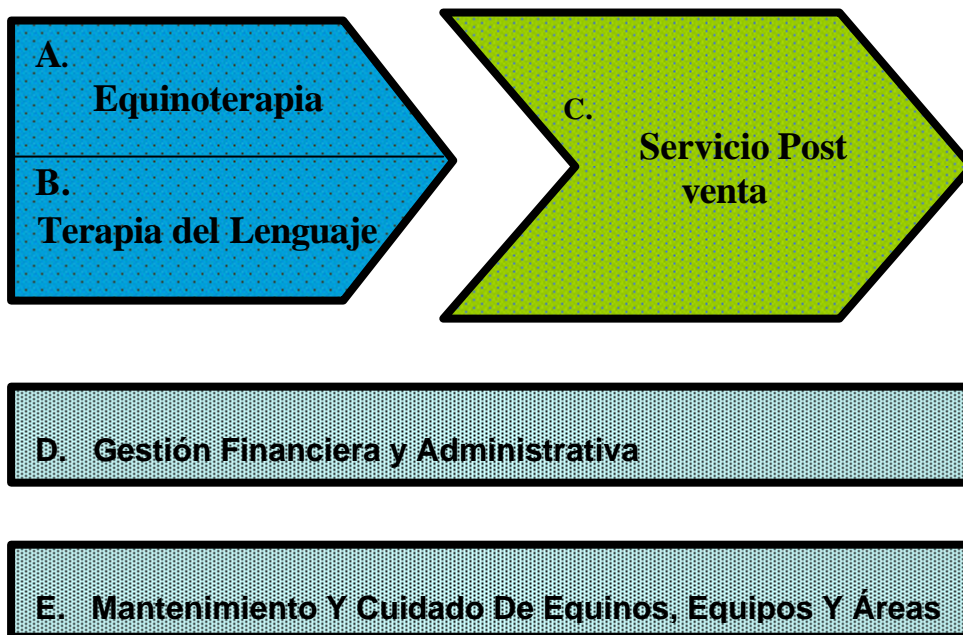 A.
Equinoterapia
B.
Terapia del Lenguaje
C.
Servicio Post
venta
D. Gestión Financiera y Administrativa
E. Mantenimiento Y Cuidado De Equinos, Equipos Y Áreas